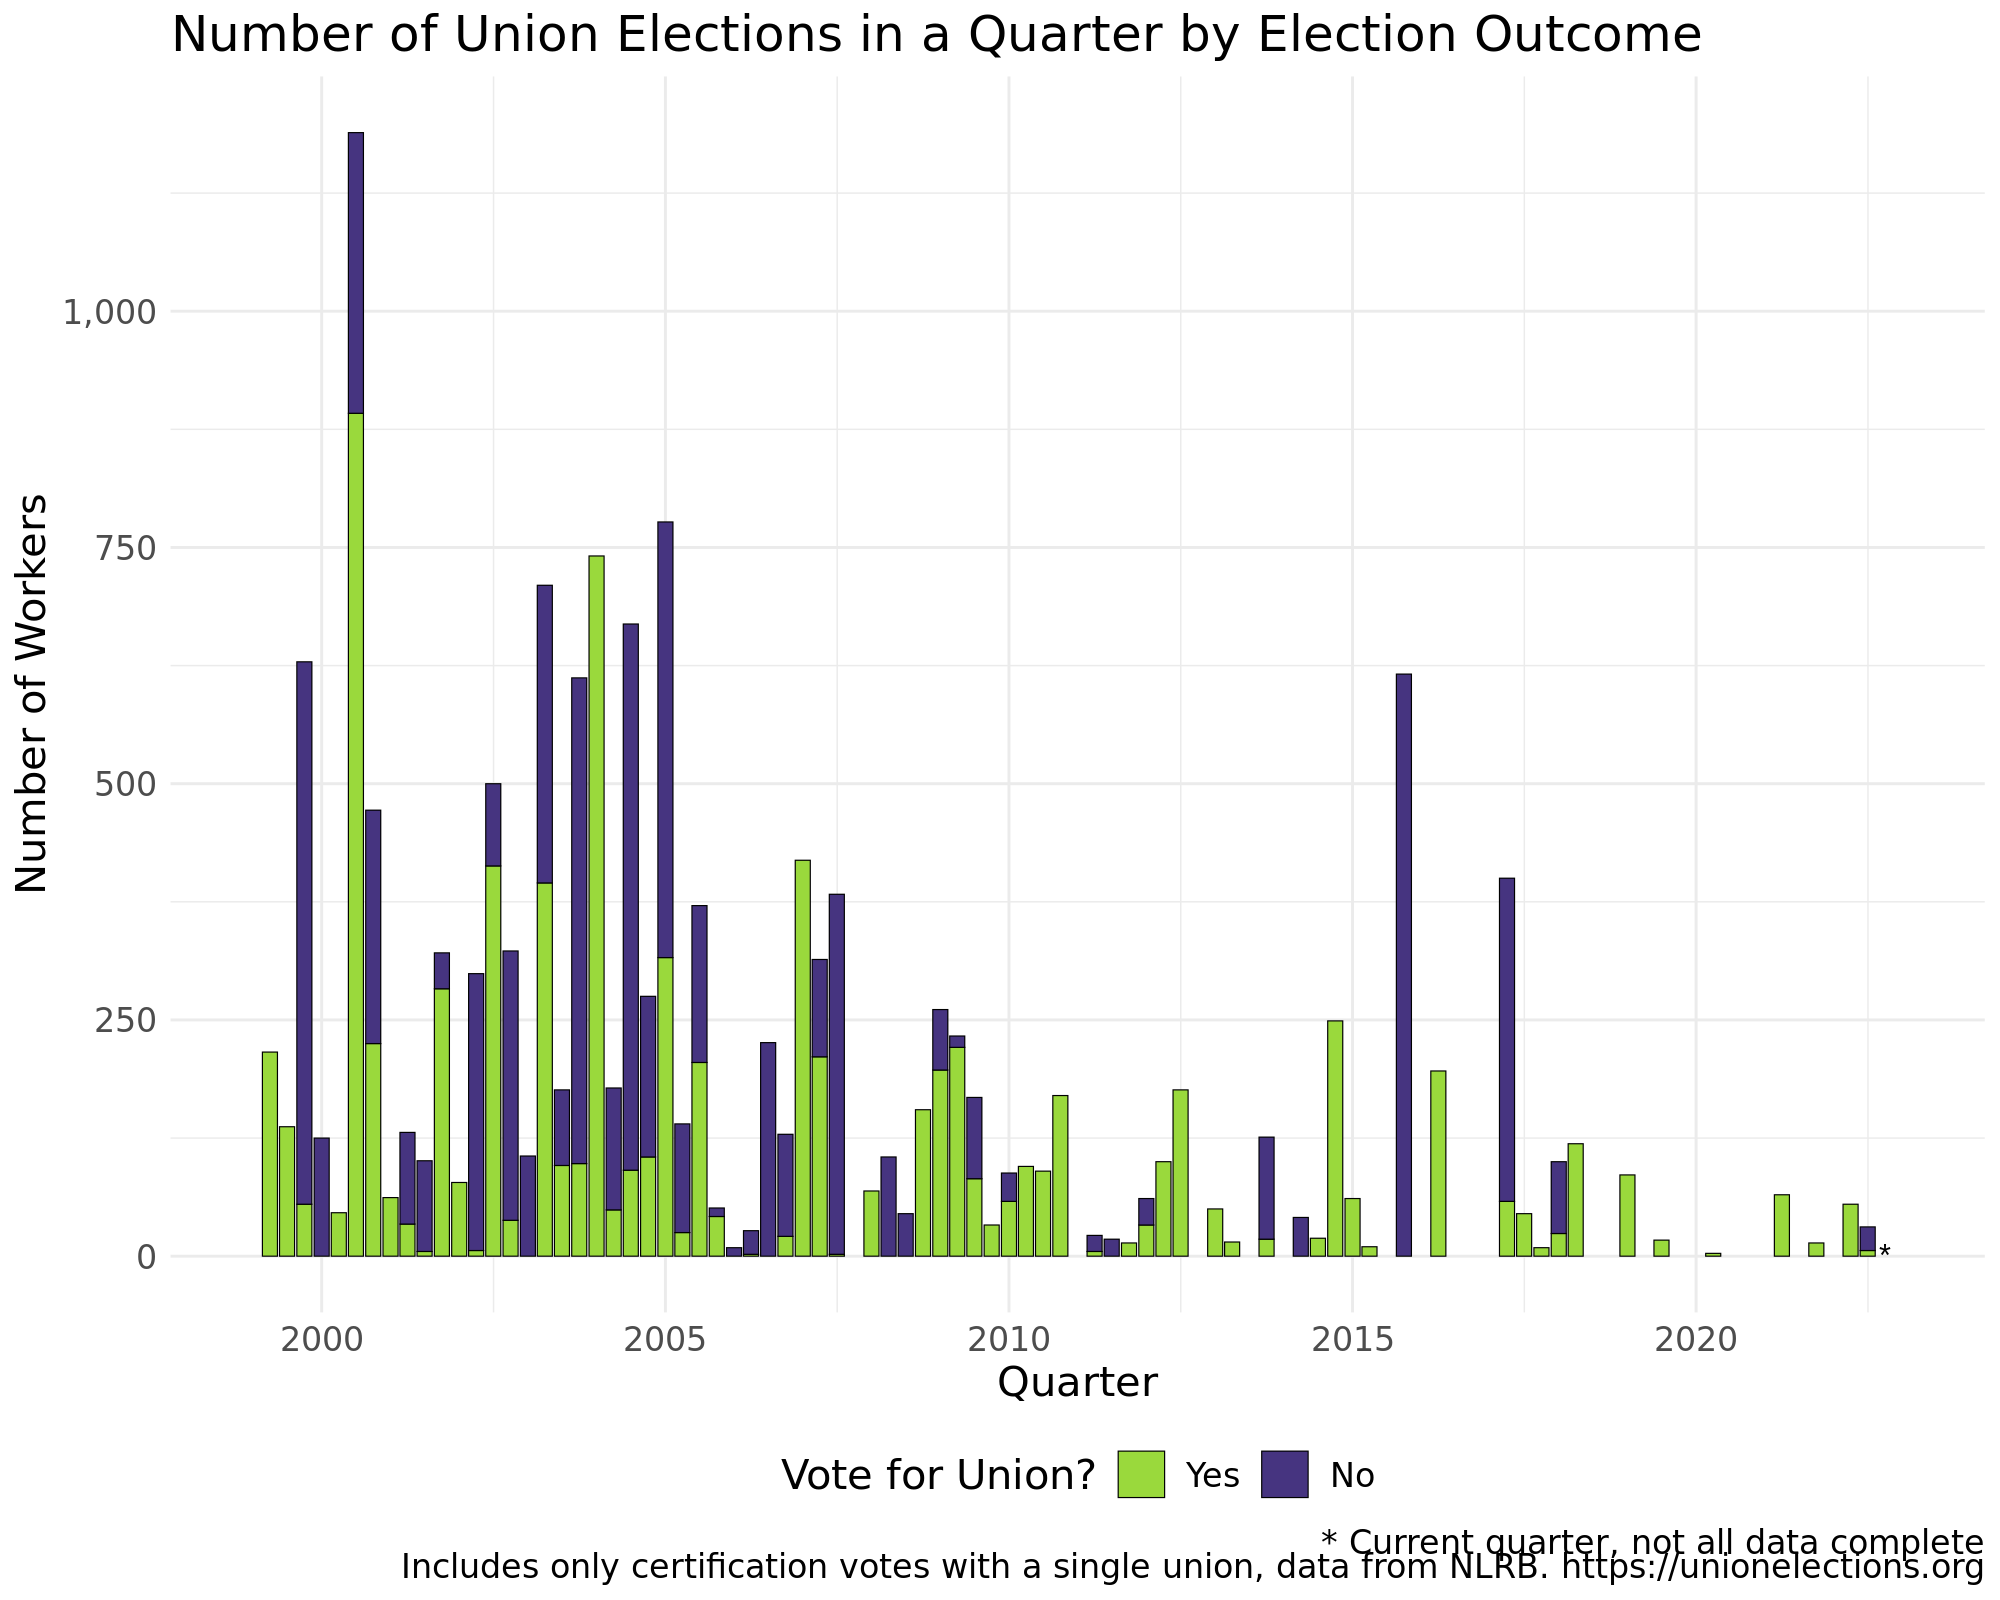 Number of Union Elections in a Quarter by Election Outcome
Number of Workers
1,000
750
500
250
0
*
2000 2005 2010 2015 2020
Quarter
Vote for Union? Yes No
* Current quarter, not all data complete
Includes only certification votes with a single union, data from NLRB. https://unionelections.org